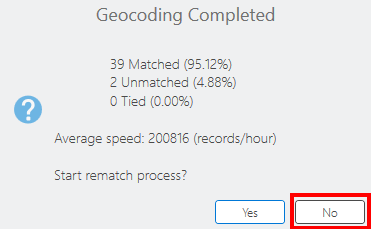 Geocoding Completed
39 Matched (95.12%)
2 Unmatched (4.88%)
0 Tied (0.00%)
?
Average speed: 200816 (records/hour)
Start rematch process?
Yes No